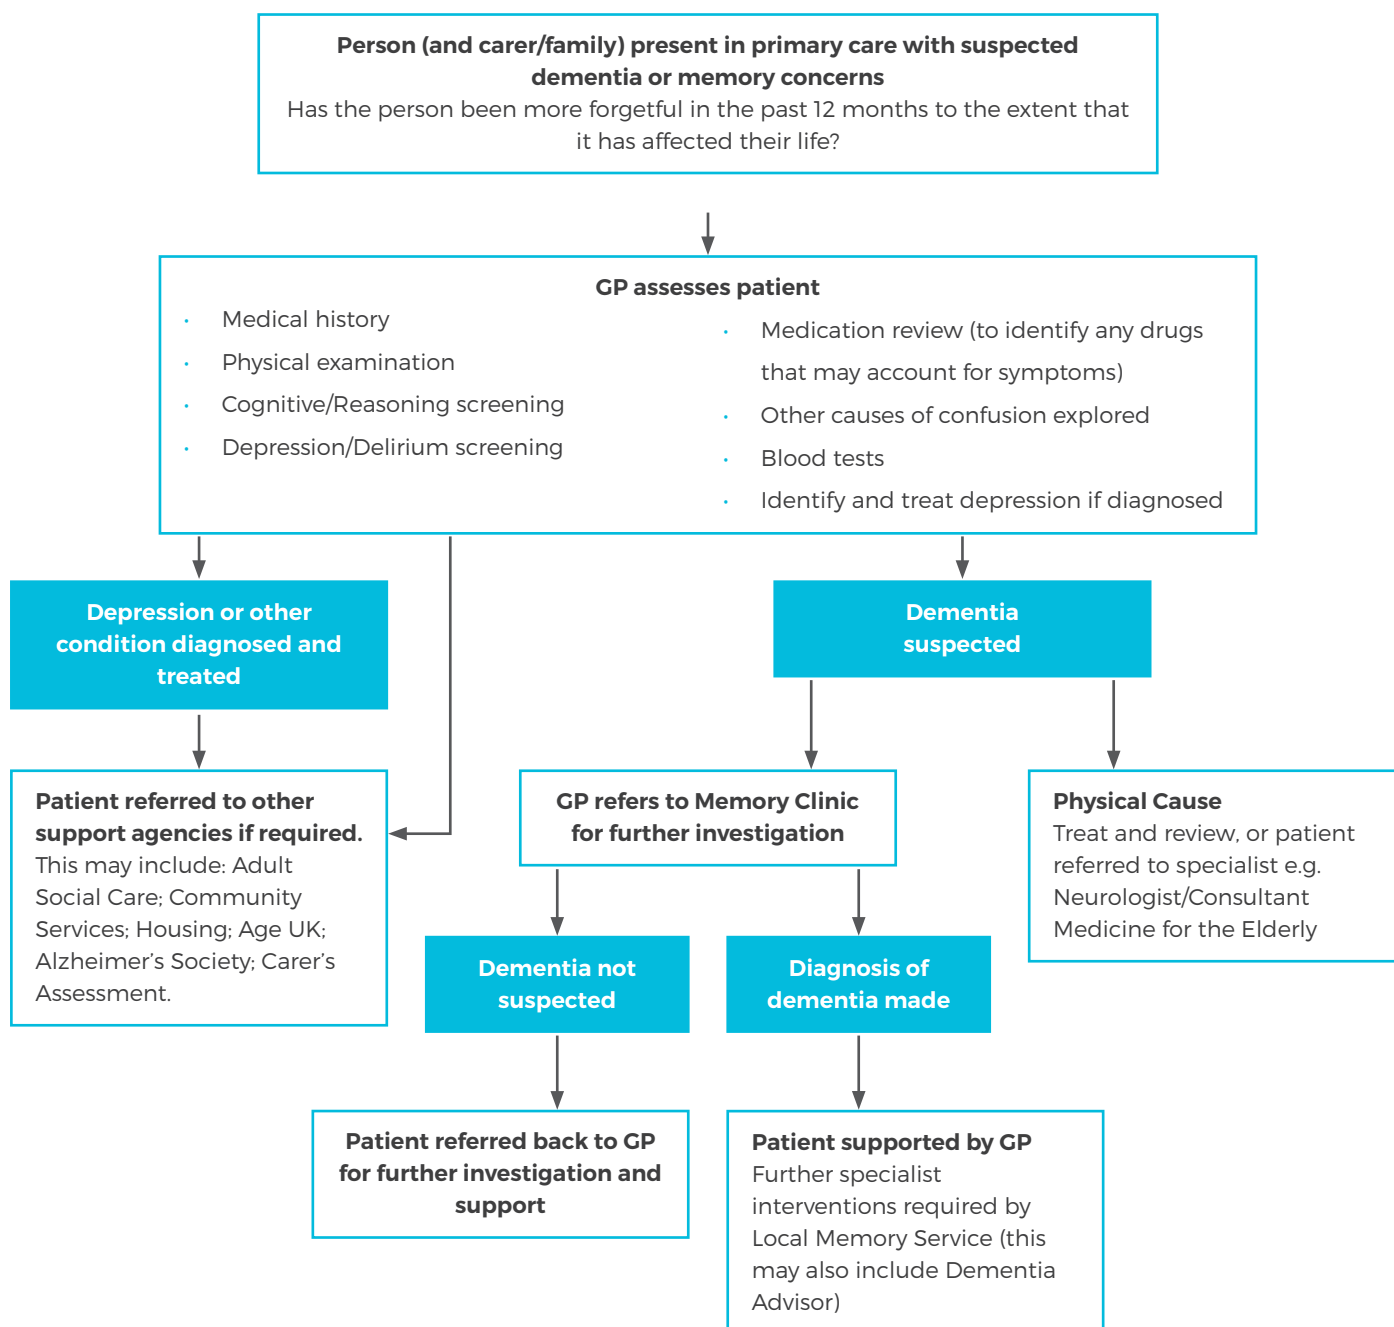 Person (and carer/family) present in primary care with suspected
dementia or memory concerns
Has the person been more forgetful in the past 12 months to the extent that
it has affected their life?
GP assesses patient
· Medical history
· Physical examination
· Cognitive/Reasoning screening
· Depression/Delirium screening
· Medication review (to identify any drugs
that may account for symptoms)
· Other causes of confusion explored
· Blood tests
· Identify and treat depression if diagnosed
Depression or other
condition diagnosed and
treated
Dementia
suspected
Patient referred to other
support agencies if required.
This may include: Adult
Social Care; Community
Services; Housing; Age UK;
Alzheimer’s Society; Carer’s
Assessment.
GP refers to Memory Clinic
for further investigation
Physical Cause
Treat and review, or patient
referred to specialist e.g.
Neurologist/Consultant
Medicine for the Elderly
Dementia not
suspected
Diagnosis of
dementia made
Patient referred back to GP
for further investigation and
support
Patient supported by GP
Further specialist
interventions required by
Local Memory Service (this
may also include Dementia
Advisor)